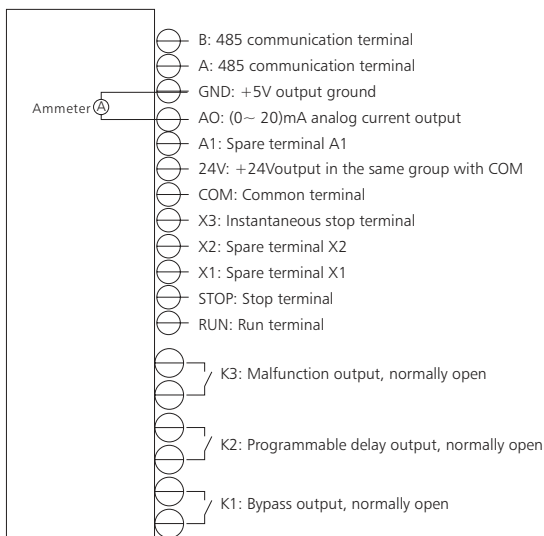 B: 485 communication terminal
A: 485 communication terminal
GND: +5V output ground
Ammeter A
AO: (0~ 20)mA analog current output
A1: Spare terminal A1
24V: +24Voutput in the same group with COM
COM: Common terminal
X3: Instantaneous stop terminal
X2: Spare terminal X2
X1: Spare terminal X1
STOP: Stop terminal
RUN: Run terminal
K3: Malfunction output, normally open
K2: Programmable delay output, normally open
K1: Bypass output, normally open